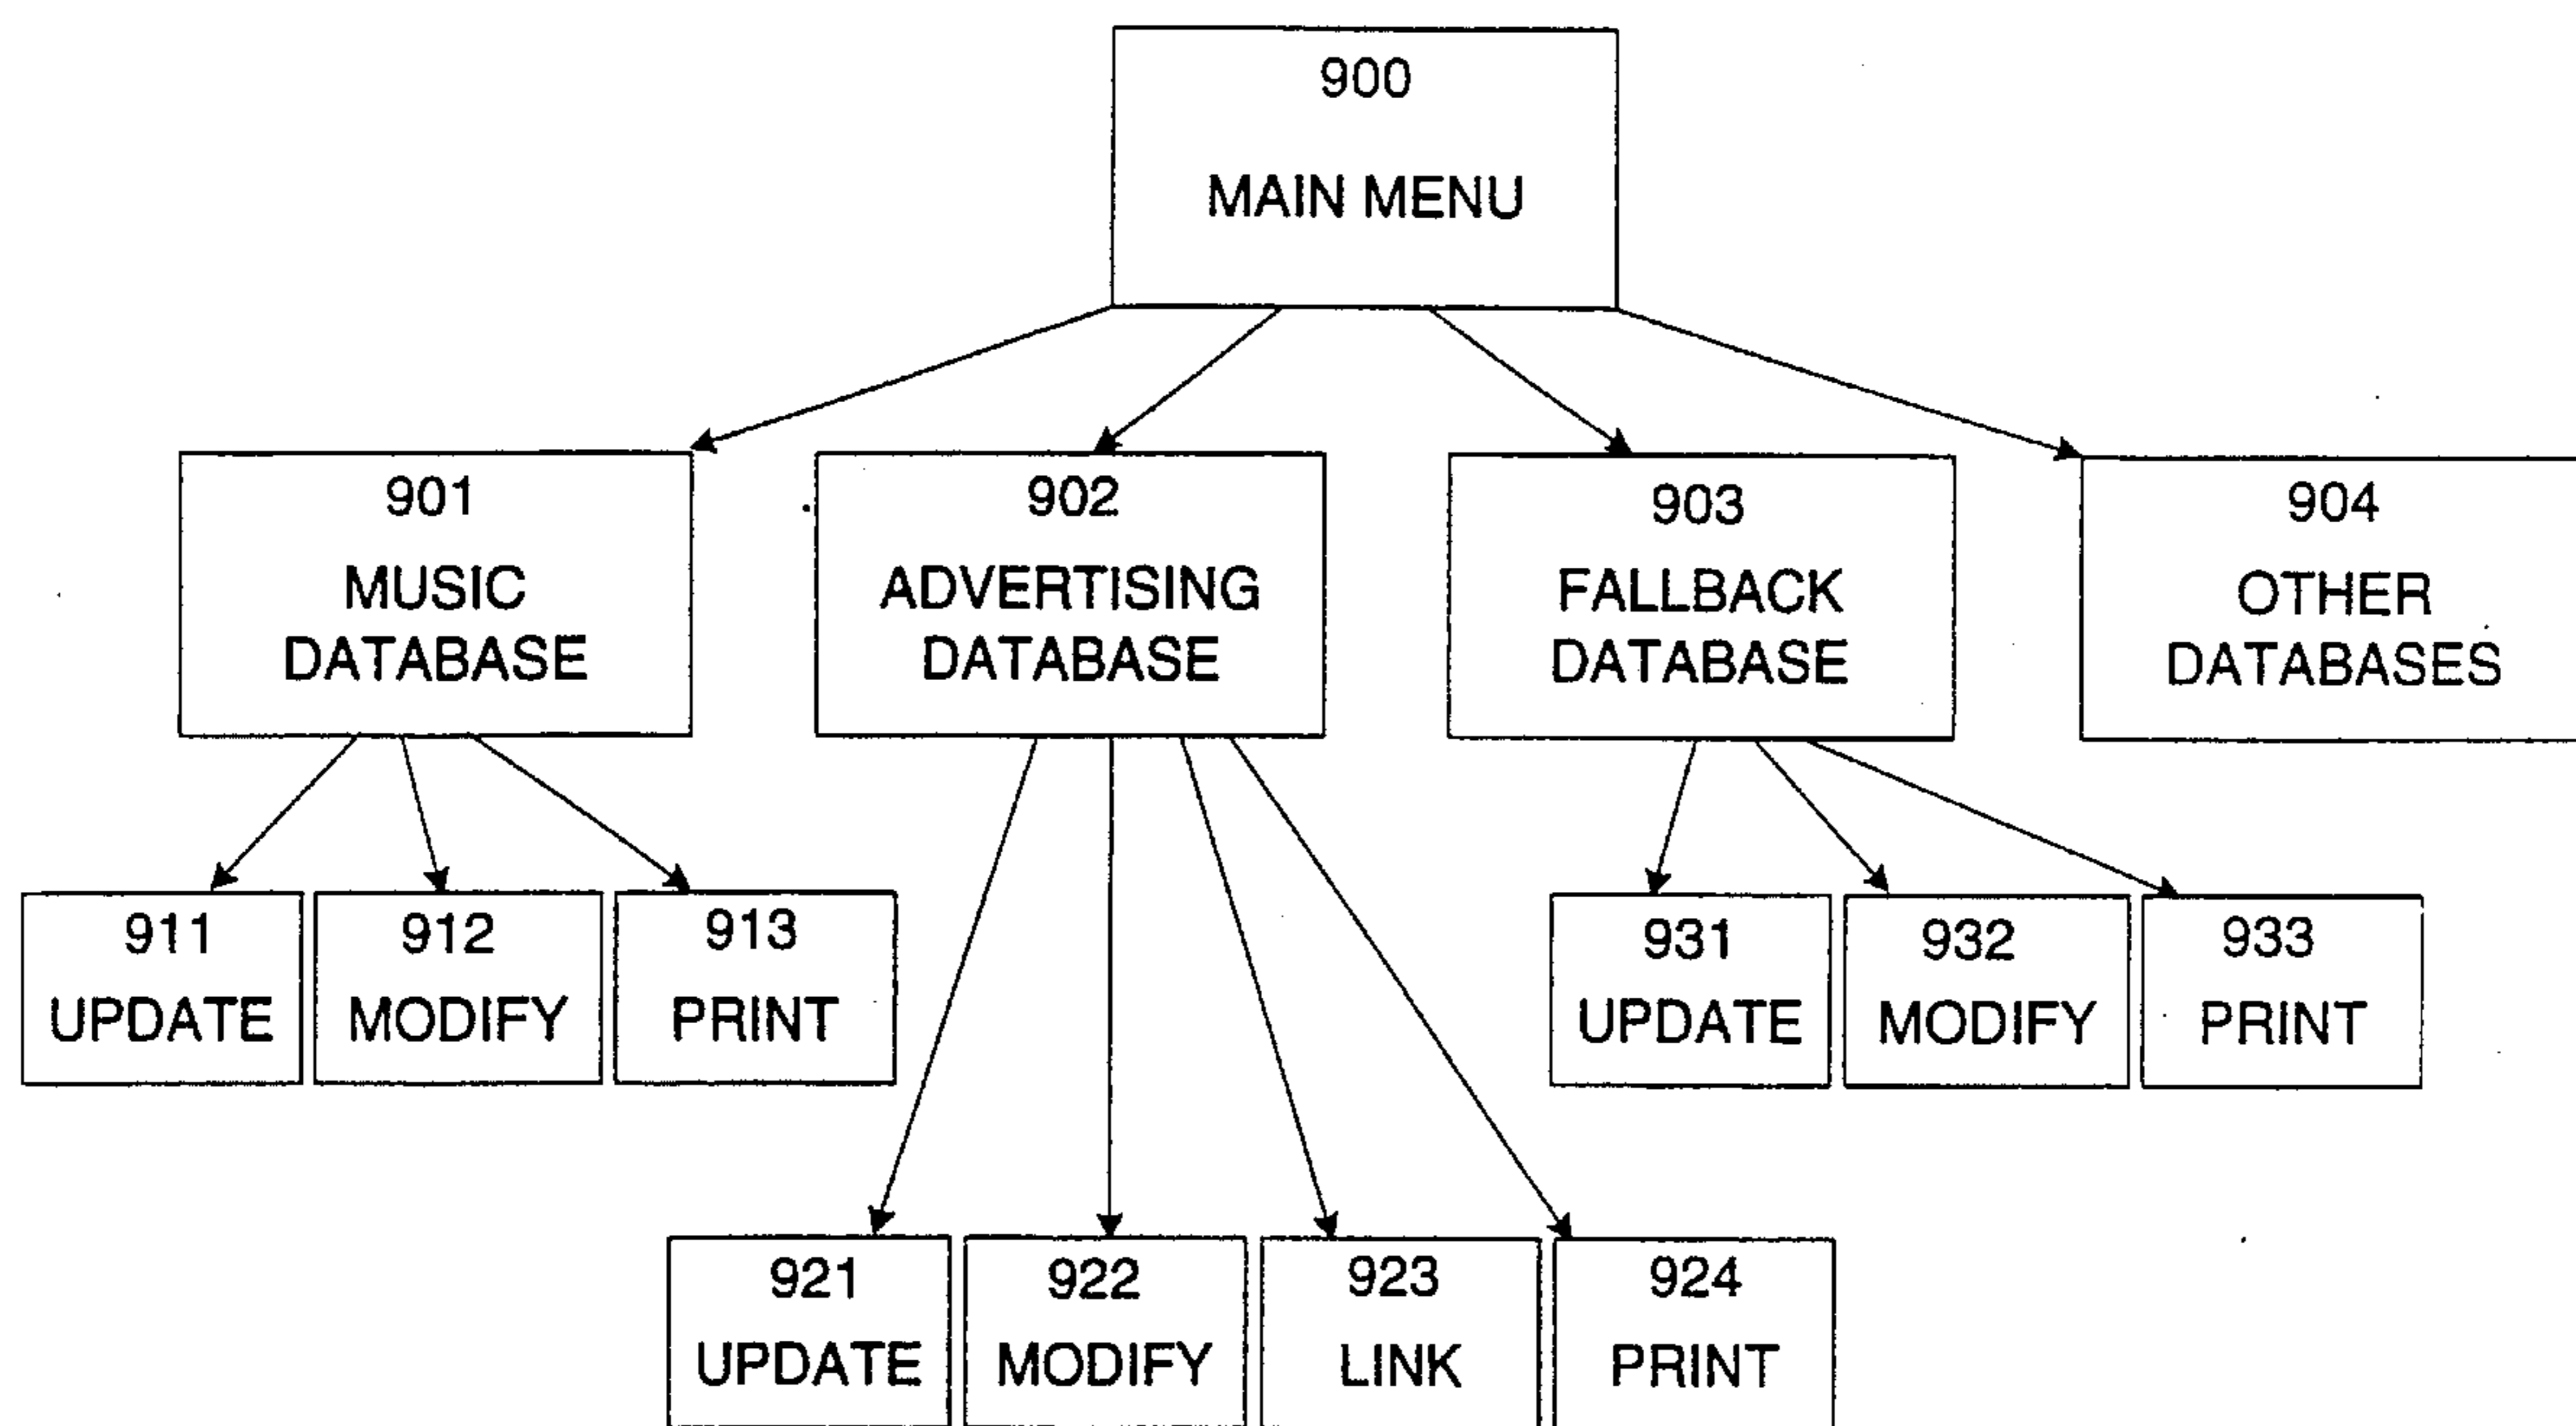 900
MAIN MENU
901
MUSIC
DATABASE
902
ADVERTISING
DATABASE
903
FALLBACK
DATABASE
904
OTHER
DATABASES
911
UPDATE
912
MODIFY
913
PRINT
931
UPDATE
932
MODIFY
933
PRINT
921
UPDATE
922
MODIFY
923
LINK
924
PRINT